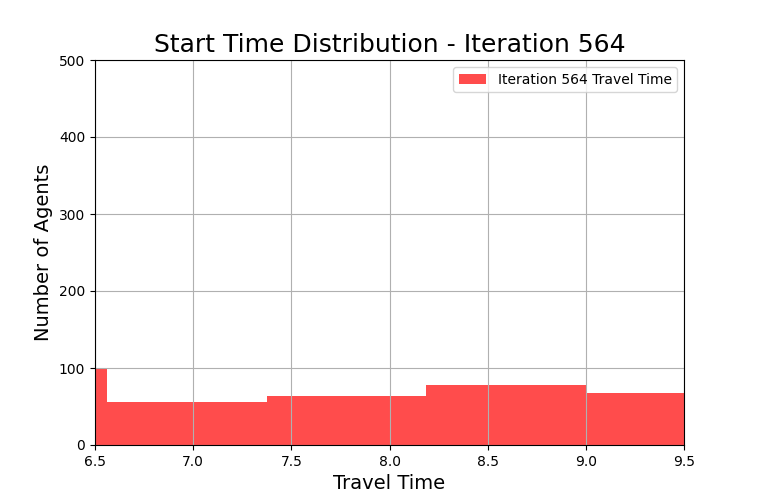 Start Time Distribution - Iteration 564
Iteration 564 Travel Time
Number of Agents
500
400
300
200
100
0
6.5 7.0 7.5 8.0 8.5 9.0 9.5
Travel Time